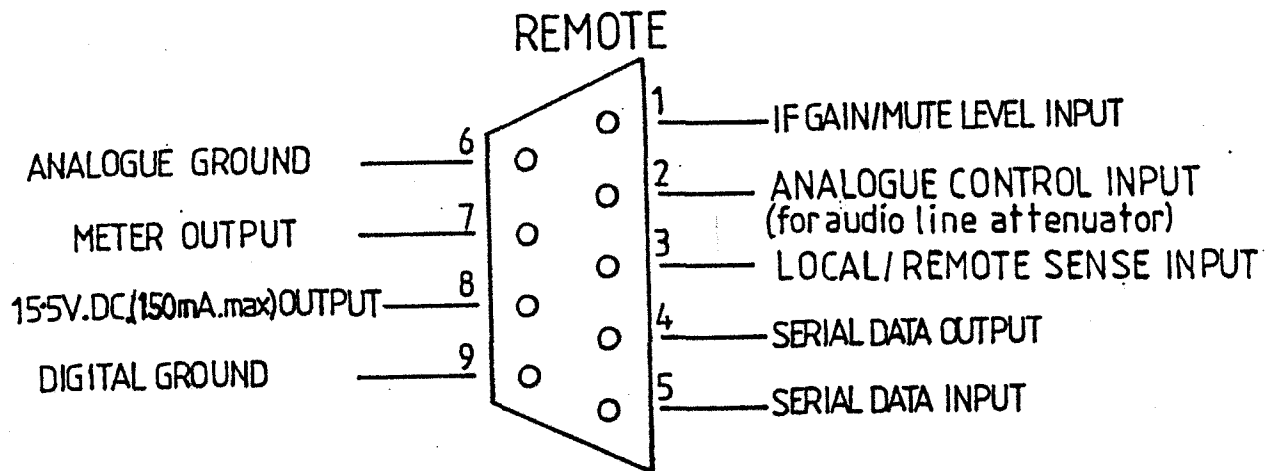 REMOTE
6
ANALOGUE GROUND
7
METER OUTPUT
8
15·5V.DC.(150mA.max)OUTPUT
9
DIGITAL GROUND
1
IF GAIN/MUTE LEVEL INPUT
2
ANALOGUE CONTROL INPUT
(for audio line attenuator)
3
LOCAL/REMOTE SENSE INPUT
4
SERIAL DATA OUTPUT
5
SERIAL DATA INPUT